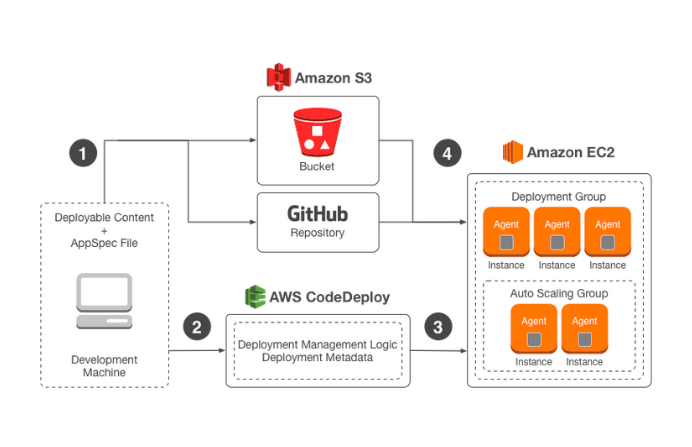 Amazon S3
1
Bucket
4
Amazon EC2
Deployable Content
+
AppSpec File
GitHub
Repository
Deployment Group
Agent Agent Agent
Instance Instance Instance
Development
Machine
2
AWS CodeDeploy
Deployment Management Logic
Deployment Metadata
3
Auto Scaling Group
Agent Agent
Instance Instance